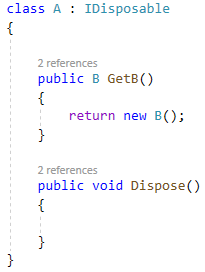 class A : IDisposable
{
2 references
public B GetB()
{
return new B();
}
2 references
public void Dispose()
{
}
}